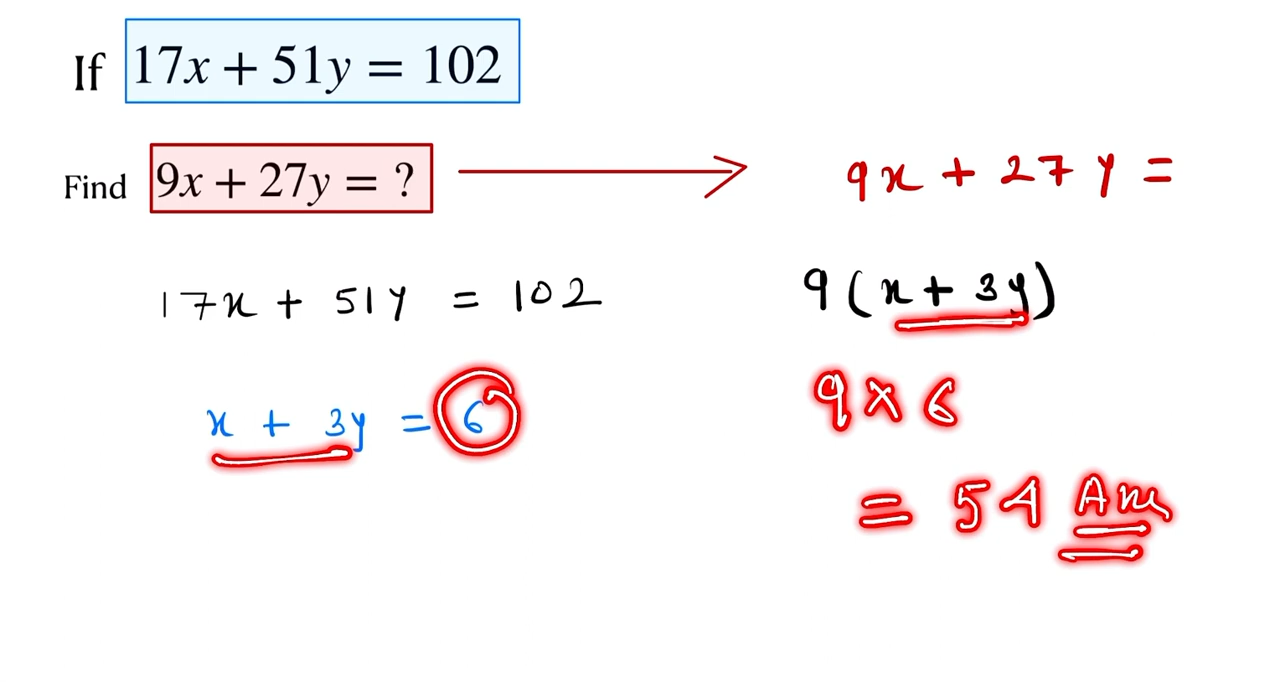 If 17x + 51y = 102
Find 9x + 27y = ?
9x + 27y =
17x + 51y = 102
9(x + 3y)
x + 3y = 6
9 × 6
= 54 Ans